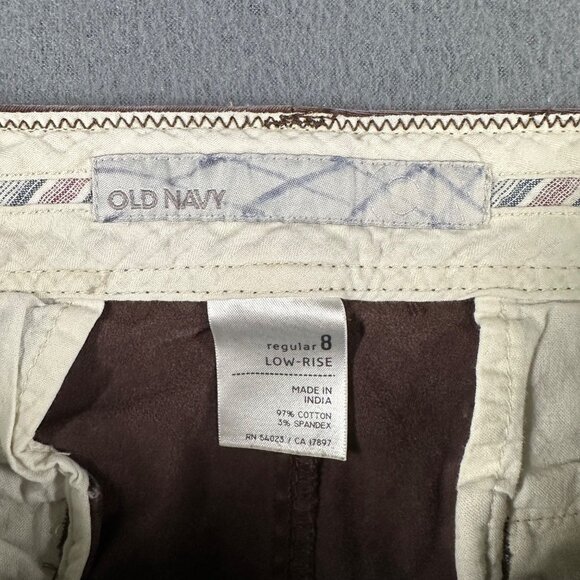 OLD NAVY
regular 8
LOW-RISE
MADE IN
INDIA
97% COTTON
3% SPANDEX
RN 54023 / CA 17897